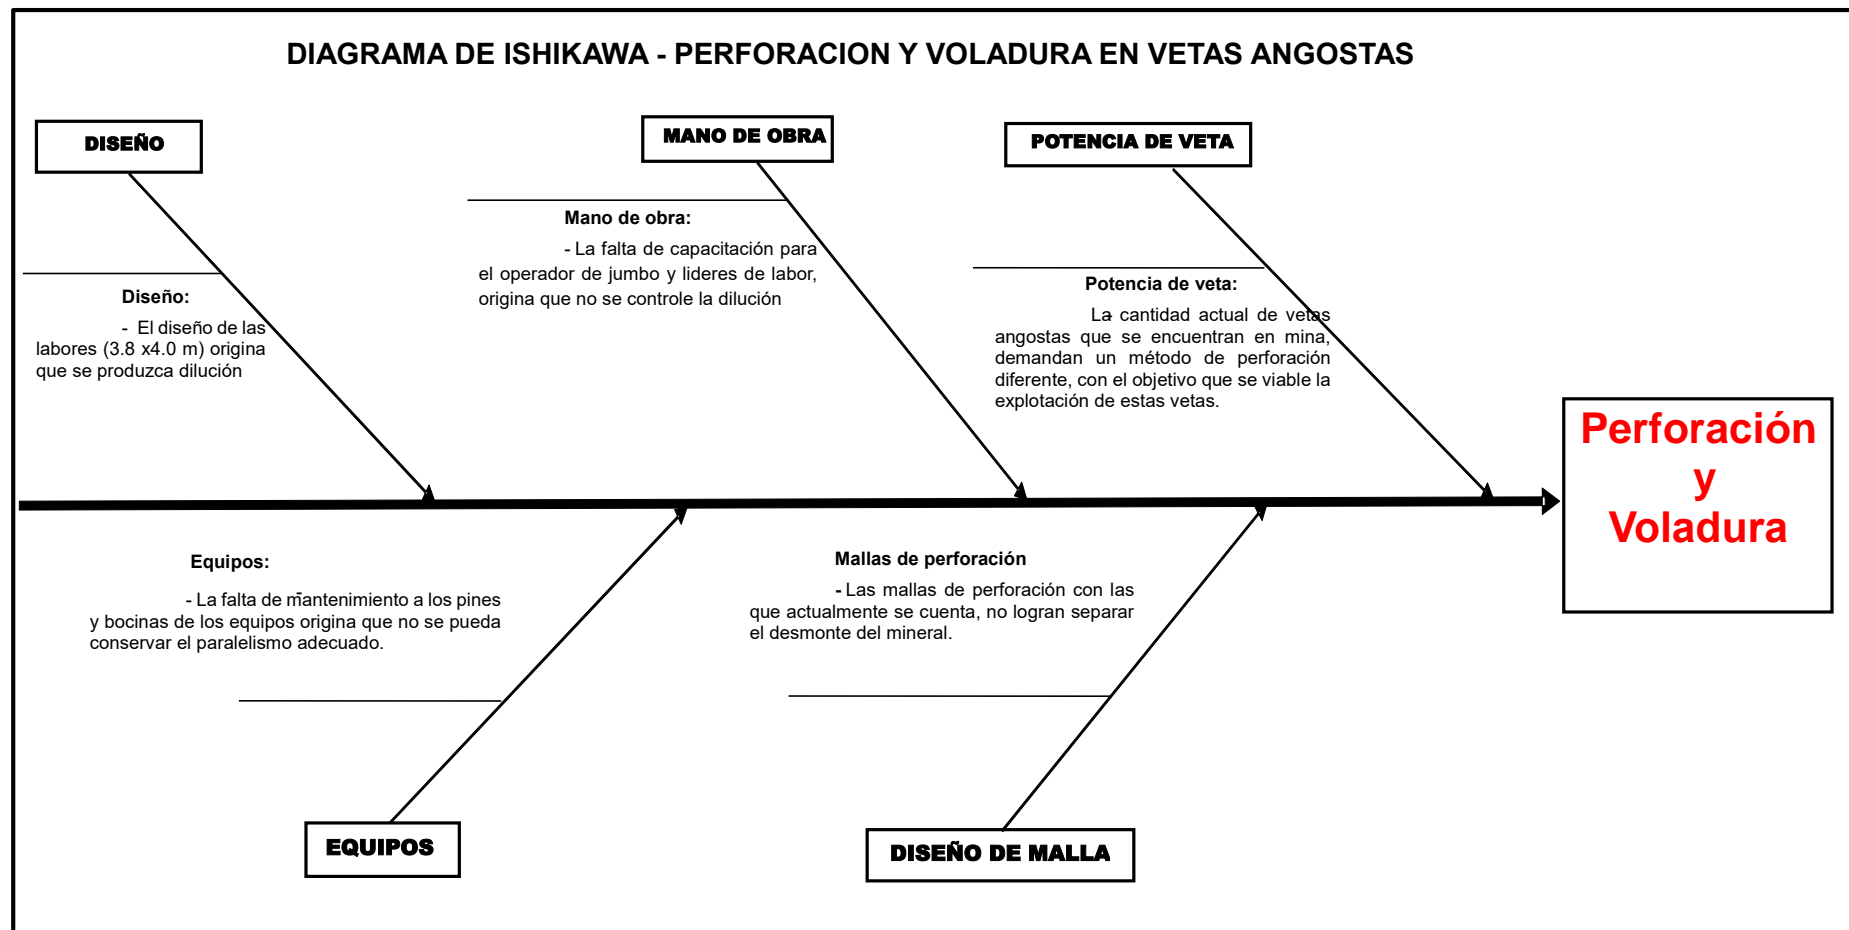 DIAGRAMA DE ISHIKAWA - PERFORACION Y VOLADURA EN VETAS ANGOSTAS
DISEÑO
MANO DE OBRA
POTENCIA DE VETA
Diseño:
- El diseño de las
labores (3.8 x4.0 m) origina
que se produzca dilución
Mano de obra:
- La falta de capacitación para
el operador de jumbo y lideres de labor,
origina que no se controle la dilución
Potencia de veta:
La cantidad actual de vetas
angostas que se encuentran en mina,
demandan un método de perforación
diferente, con el objetivo que se viable la
explotación de estas vetas.
Perforación
y
Voladura
Equipos:
- La falta de mantenimiento a los pines
y bocinas de los equipos origina que no se pueda
conservar el paralelismo adecuado.
Mallas de perforación
- Las mallas de perforación con las
que actualmente se cuenta, no logran separar
el desmonte del mineral.
EQUIPOS
DISEÑO DE MALLA